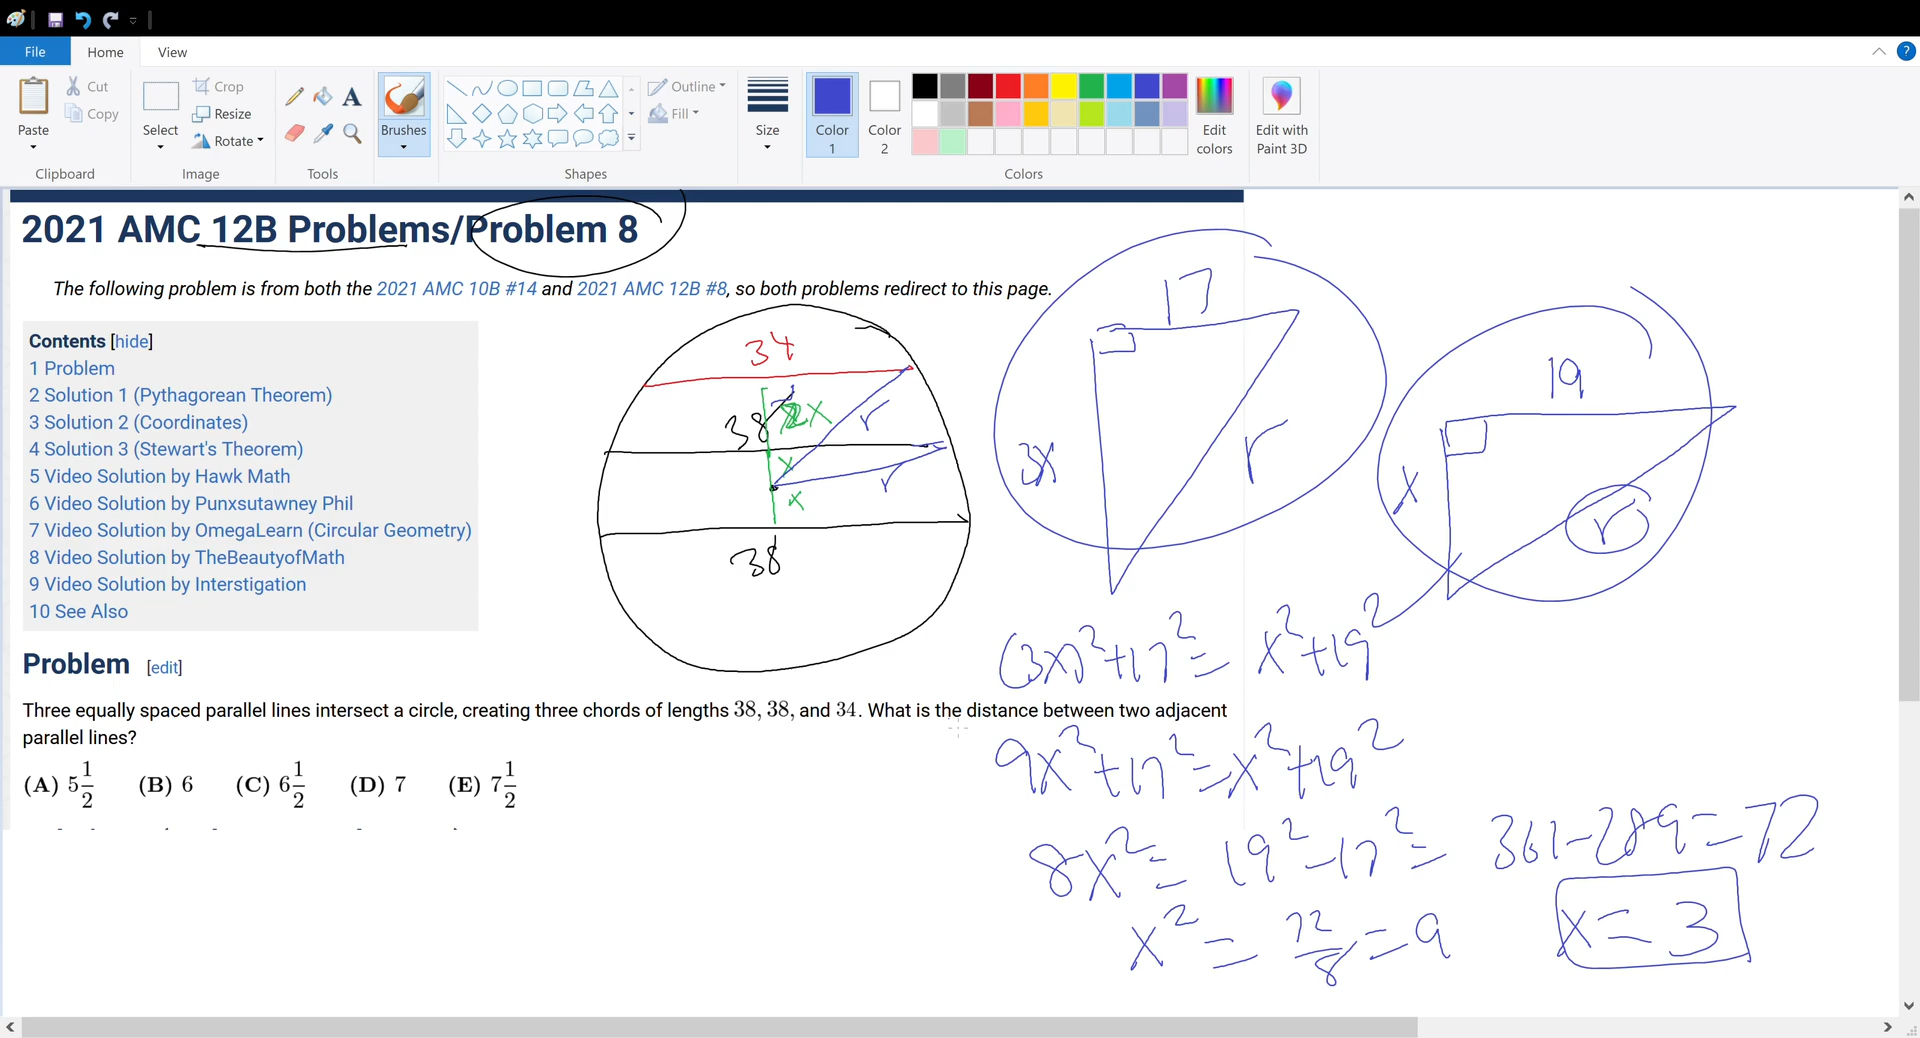 File Home View
Paste
Cut
Copy
Clipboard
Select
Crop
Resize
Rotate
Image
Tools
Brushes
Outline
Fill
Shapes
Size
Color 1
Color 2
Edit colors
Edit with Paint 3D
Colors
2021 AMC 12B Problems/Problem 8
The following problem is from both the 2021 AMC 10B #14 and 2021 AMC 12B #8, so both problems redirect to this page.
Contents [hide]
1 Problem
2 Solution 1 (Pythagorean Theorem)
3 Solution 2 (Coordinates)
4 Solution 3 (Stewart's Theorem)
5 Video Solution by Hawk Math
6 Video Solution by Punxsutawney Phil
7 Video Solution by OmegaLearn (Circular Geometry)
8 Video Solution by TheBeautyofMath
9 Video Solution by Interstigation
10 See Also
34
38
2x
r
x
r
x
38
17
3x
r
19
x
r
Problem [edit]
Three equally spaced parallel lines intersect a circle, creating three chords of lengths 38, 38, and 34. What is the distance between two adjacent
parallel lines?
(A) 5 1/2 (B) 6 (C) 6 1/2 (D) 7 (E) 7 1/2
(3x)²+17² = x²+19²
9x²+17²=x²+19²
8x² = 19²-17² = 361-289=72
x² = 72/8 = 9
x = 3